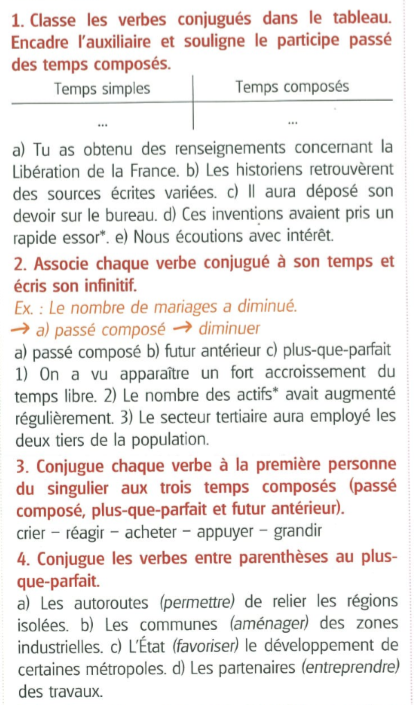 1. Classe les verbes conjugués dans le tableau.
Encadre l'auxiliaire et souligne le participe passé
des temps composés.
Temps simples Temps composés
... ...
a) Tu as obtenu des renseignements concernant la
Libération de la France. b) Les historiens retrouvèrent
des sources écrites variées. c) Il aura déposé son
devoir sur le bureau. d) Ces inventions avaient pris un
rapide essor*. e) Nous écoutions avec intérêt.
2. Associe chaque verbe conjugué à son temps et
écris son infinitif.
Ex. : Le nombre de mariages a diminué.
→ a) passé composé → diminuer
a) passé composé b) futur antérieur c) plus-que-parfait
1) On a vu apparaître un fort accroissement du
temps libre. 2) Le nombre des actifs* avait augmenté
régulièrement. 3) Le secteur tertiaire aura employé les
deux tiers de la population.
3. Conjugue chaque verbe à la première personne
du singulier aux trois temps composés (passé
composé, plus-que-parfait et futur antérieur).
crier – réagir – acheter – appuyer – grandir
4. Conjugue les verbes entre parenthèses au plus-
que-parfait.
a) Les autoroutes (permettre) de relier les régions
isolées. b) Les communes (aménager) des zones
industrielles. c) L'État (favoriser) le développement de
certaines métropoles. d) Les partenaires (entreprendre)
des travaux.